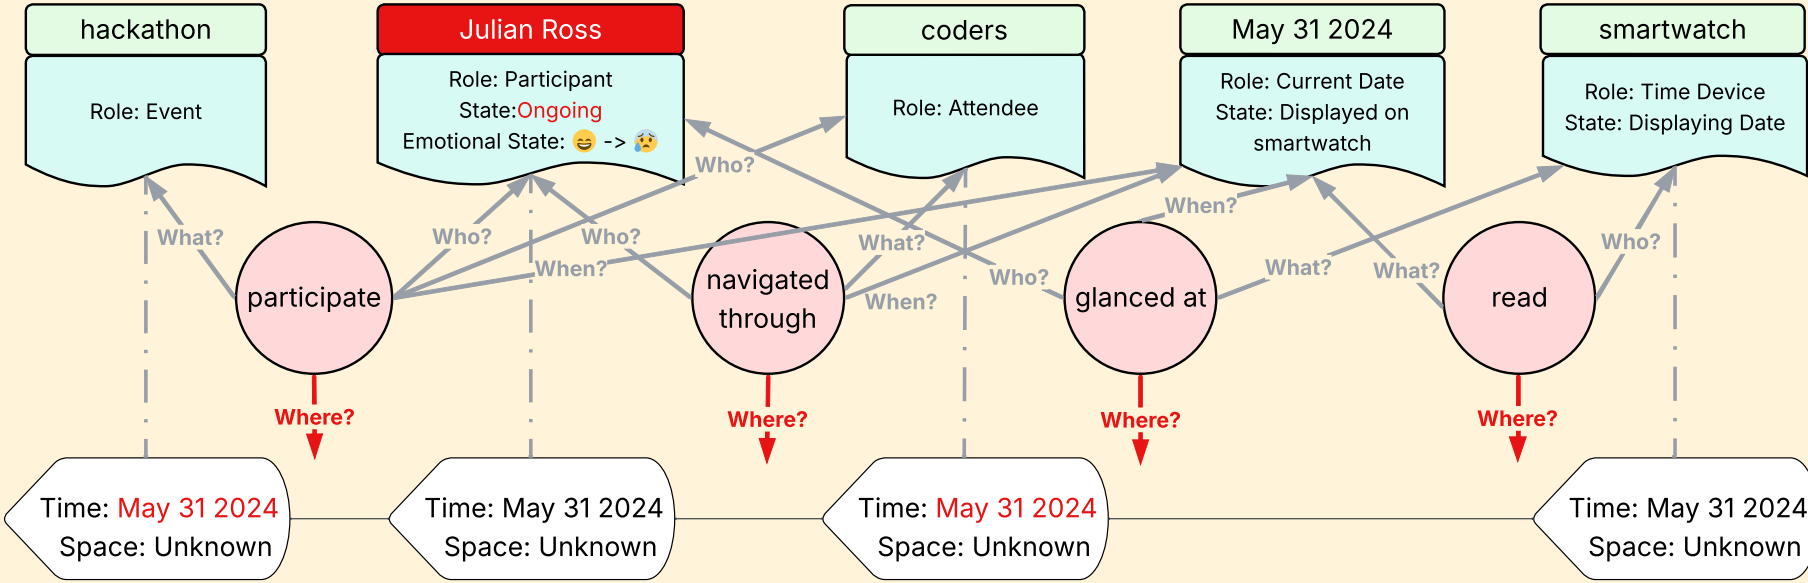 hackathon
Role: Event
Julian Ross
Role: Participant
State:Ongoing
Emotional State: 😄 -> 😰
coders
Role: Attendee
May 31 2024
Role: Current Date
State: Displayed on
smartwatch
smartwatch
Role: Time Device
State: Displaying Date
Who?
When?
What?
Who?
Who?
What?
When?
Who?
When?
What?
What?
Who?
participate
navigated
through
glanced at
read
Where?
Where?
Where?
Where?
Time: May 31 2024
Space: Unknown
Time: May 31 2024
Space: Unknown
Time: May 31 2024
Space: Unknown
Time: May 31 2024
Space: Unknown